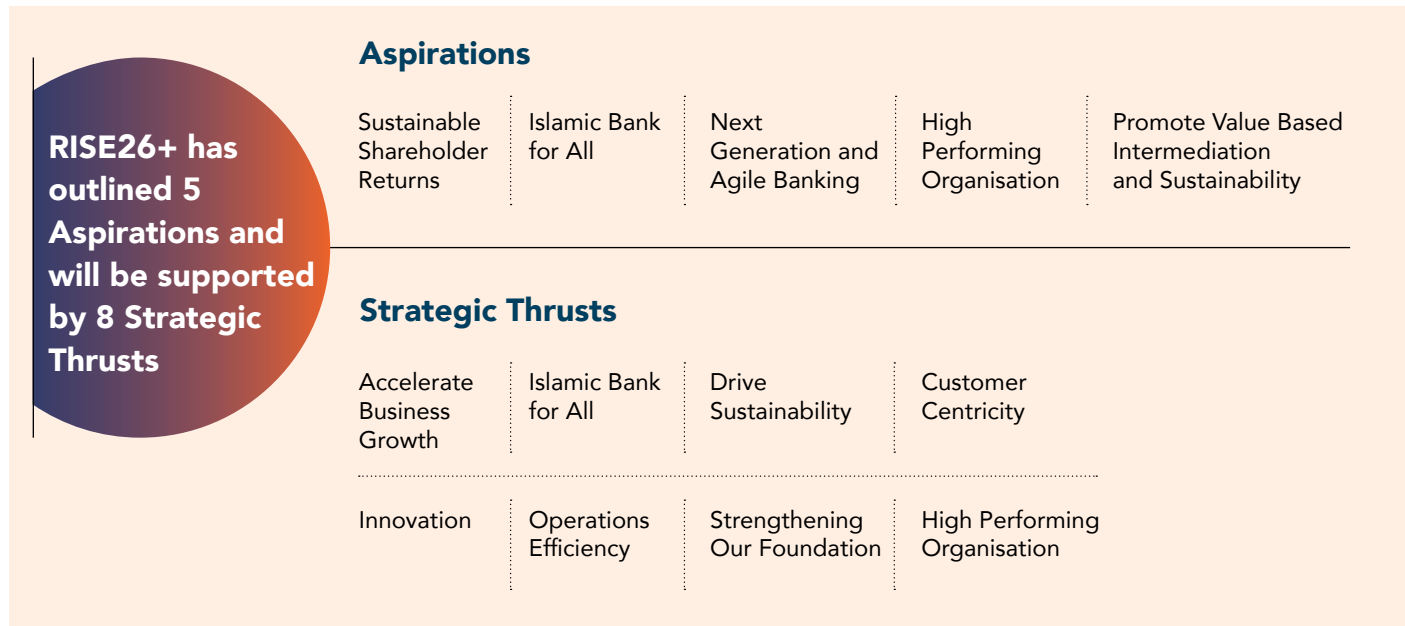 RISE26+ has
outlined 5
Aspirations and
will be supported
by 8 Strategic
Thrusts
Aspirations
Sustainable
Shareholder
Returns
Islamic Bank
for All
Next
Generation and
Agile Banking
High
Performing
Organisation
Promote Value Based
Intermediation
and Sustainability
Strategic Thrusts
Accelerate
Business
Growth
Islamic Bank
for All
Drive
Sustainability
Customer
Centricity
Innovation
Operations
Efficiency
Strengthening
Our Foundation
High Performing
Organisation